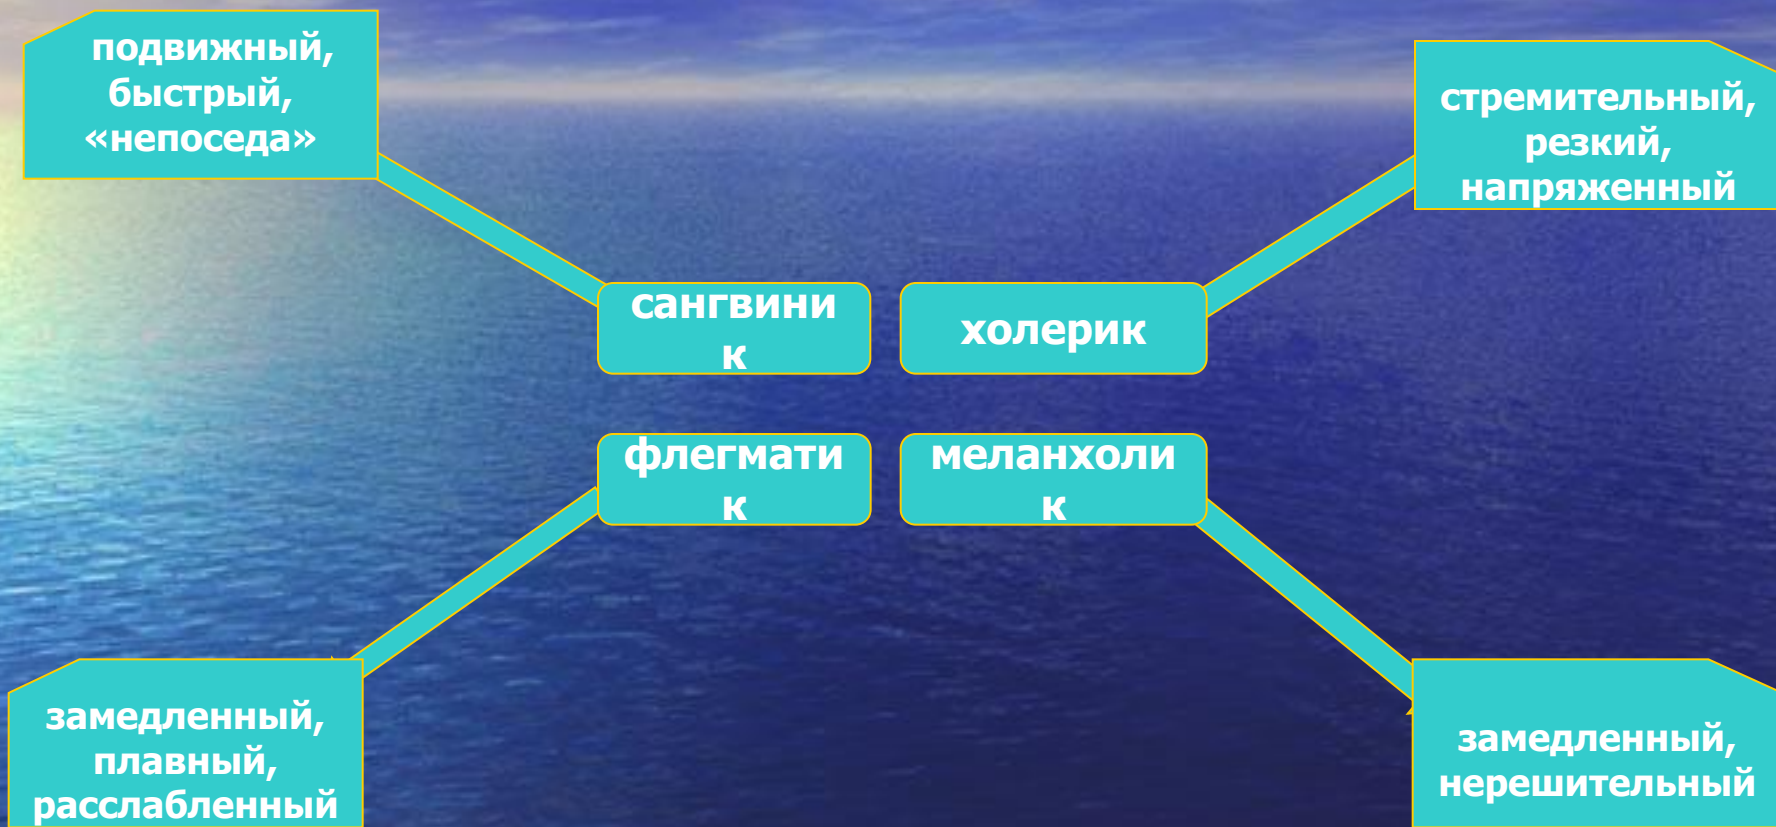 подвижный,
быстрый,
«непоседа»
стремительный,
резкий,
напряженный
сангвини
к
холерик
флегмати
к
меланхоли
к
замедленный,
плавный,
расслабленный
замедленный,
нерешительный